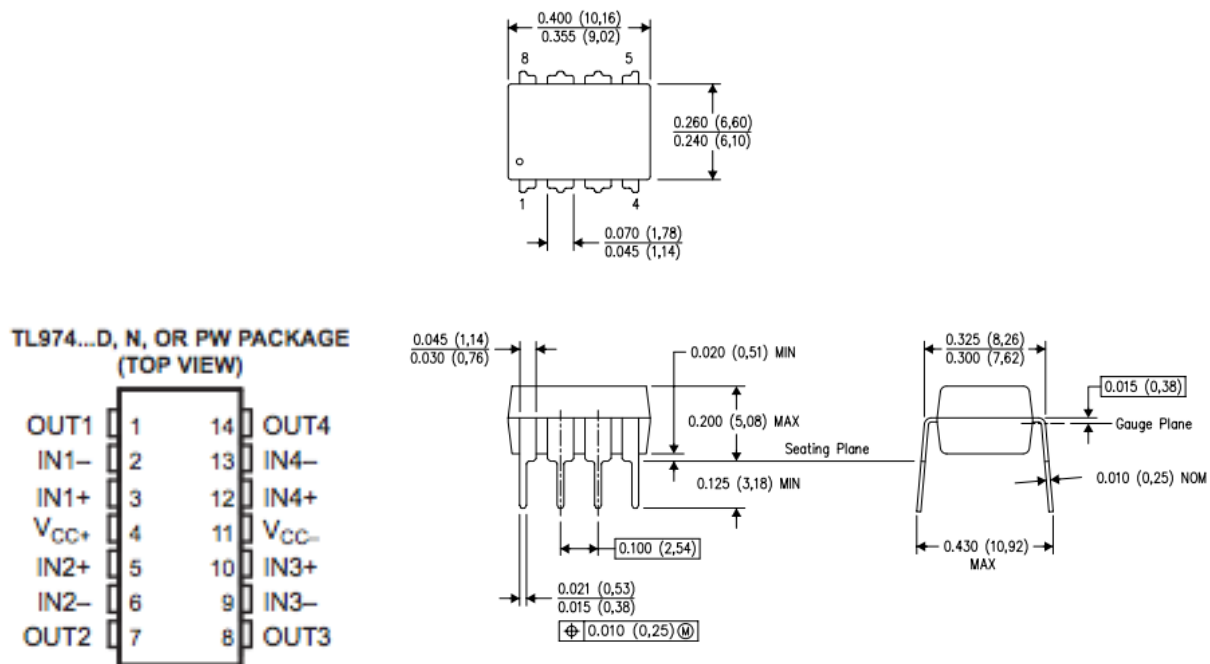 0.400 (10,16)
0.355 (9,02)
8 5
0.260 (6,60)
0.240 (6,10)
1 4
0.070 (1,78)
0.045 (1,14)
TL974...D, N, OR PW PACKAGE
(TOP VIEW)
OUT1 1 14 OUT4
IN1– 2 13 IN4–
IN1+ 3 12 IN4+
VCC+ 4 11 VCC–
IN2+ 5 10 IN3+
IN2– 6 9 IN3–
OUT2 7 8 OUT3
0.045 (1,14)
0.030 (0,76)
0.020 (0,51) MIN
0.200 (5,08) MAX
Seating Plane
0.125 (3,18) MIN
0.100 (2,54)
0.021 (0,53)
0.015 (0,38)
⌖ 0.010 (0,25) Ⓜ
0.325 (8,26)
0.300 (7,62)
0.015 (0,38)
Gauge Plane
0.010 (0,25) NOM
0.430 (10,92)
MAX